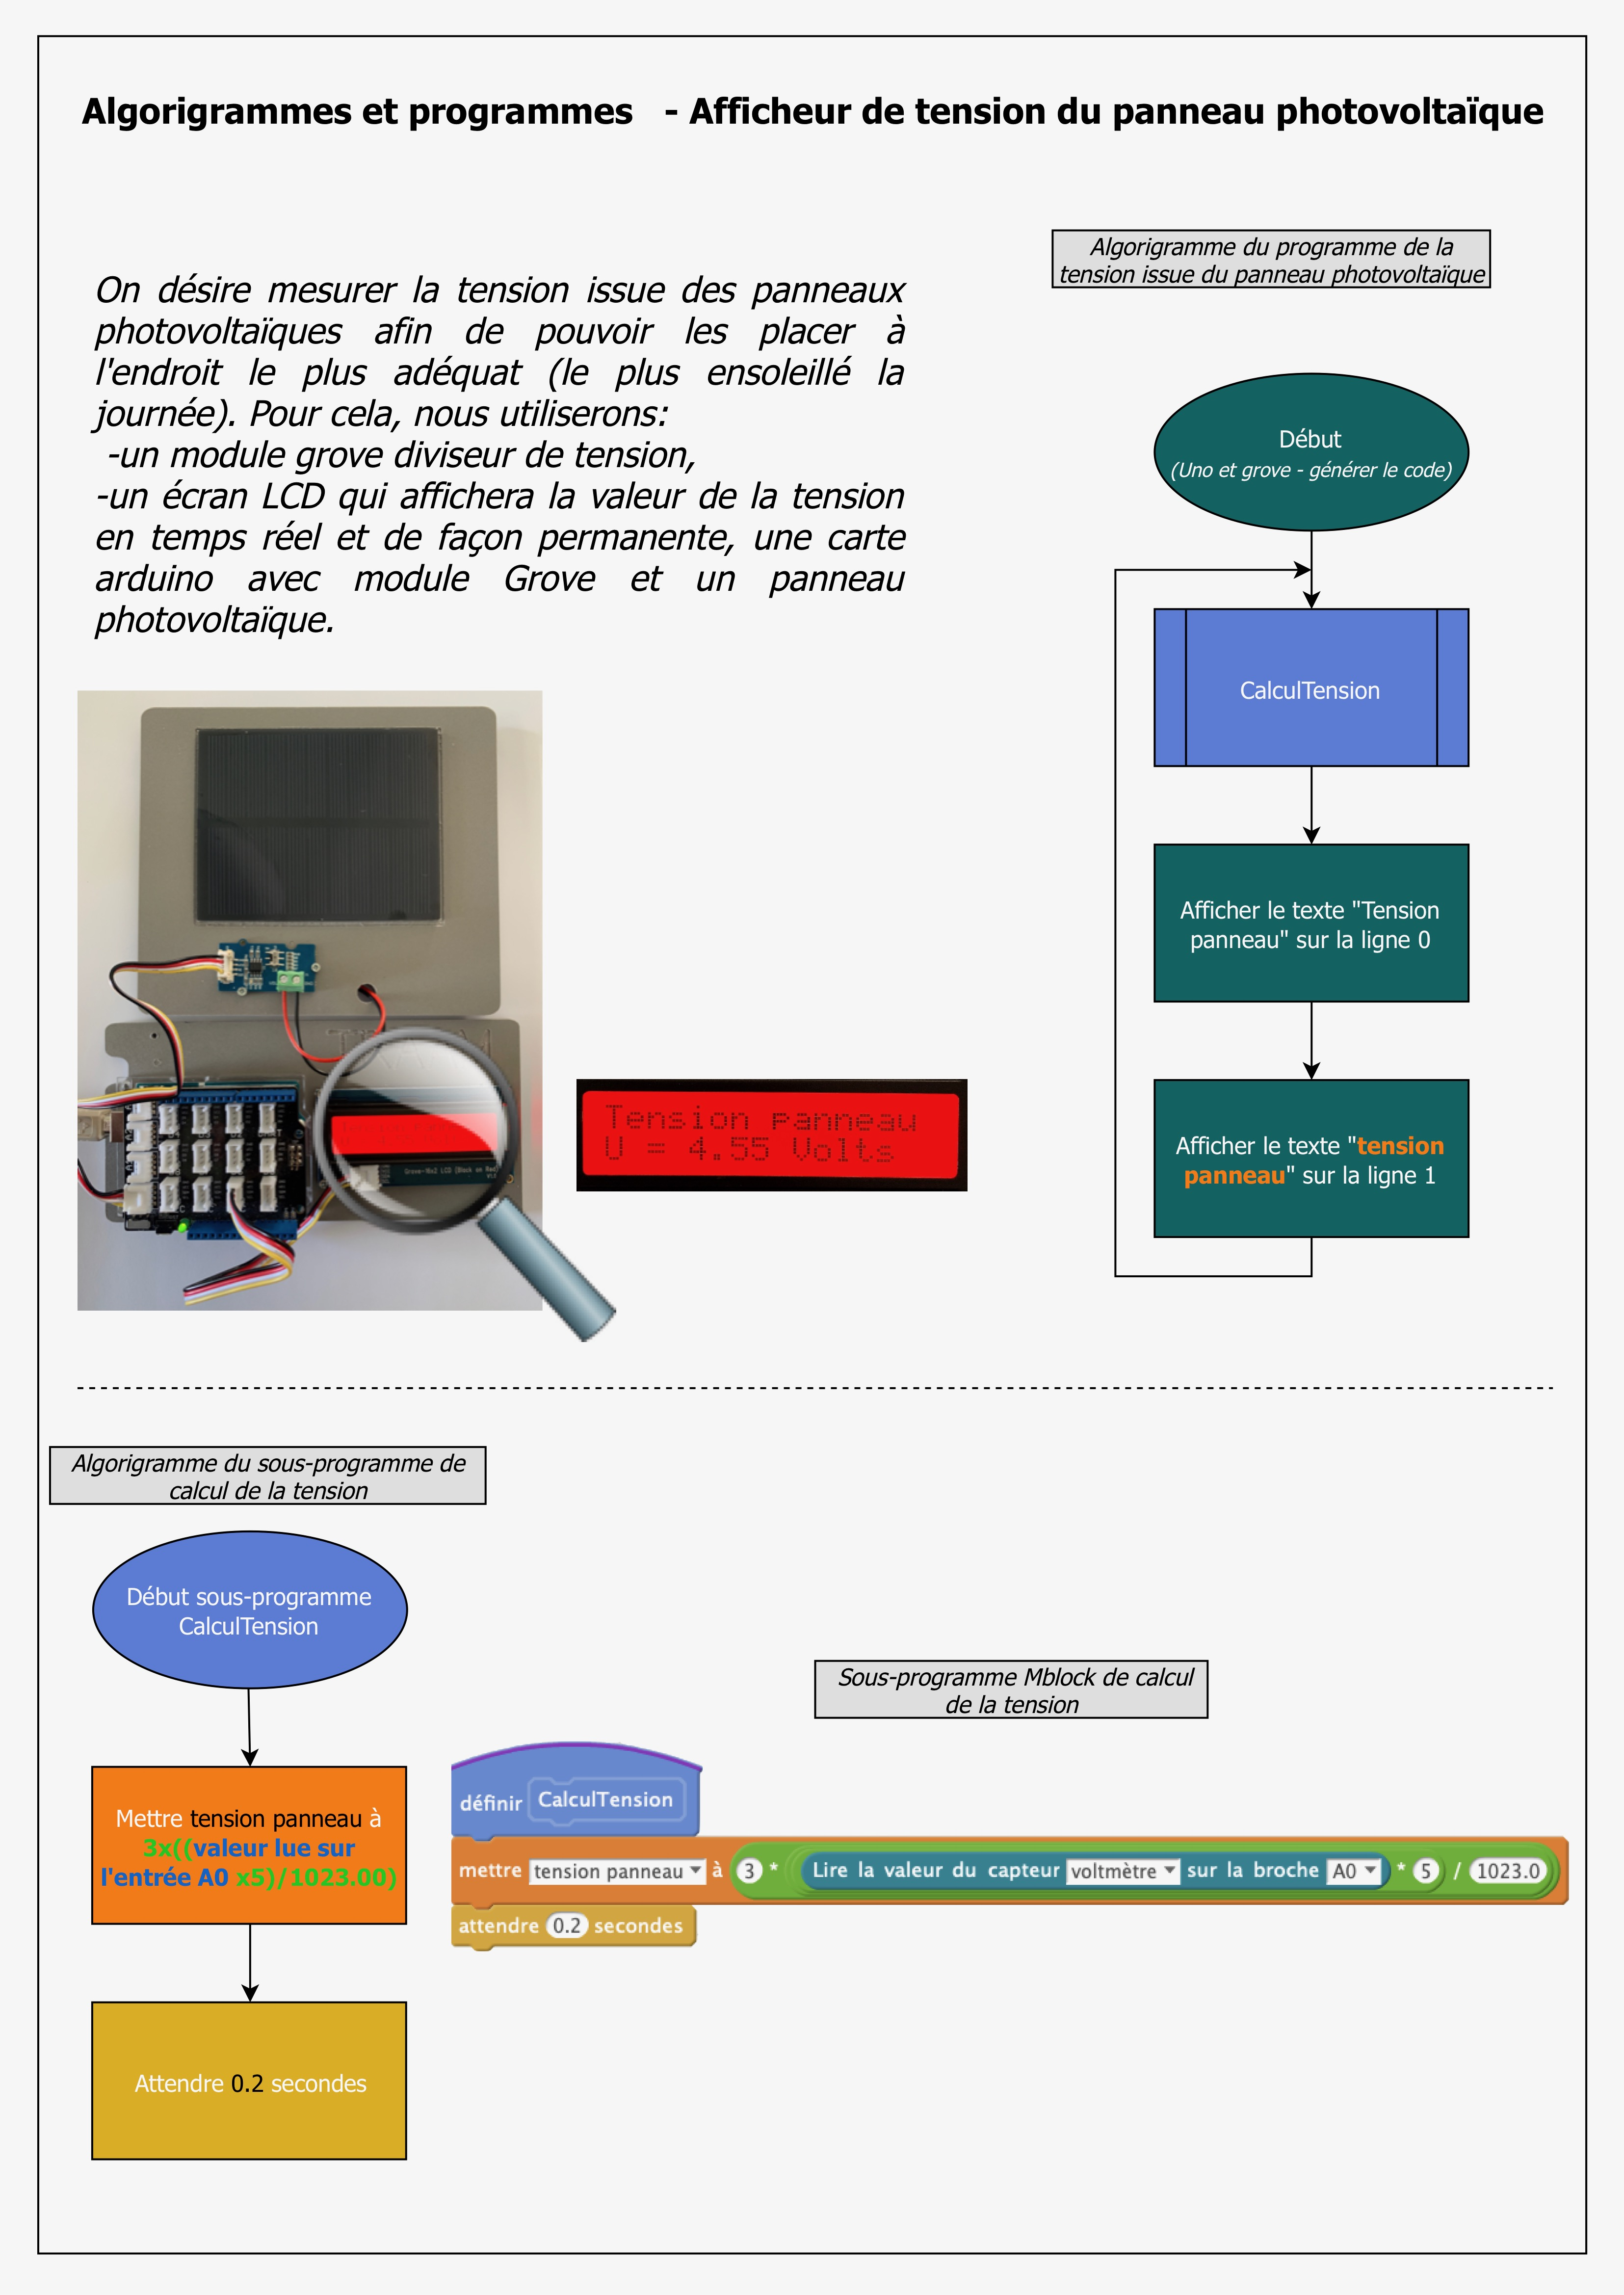 Algorigrammes et programmes - Afficheur de tension du panneau photovoltaïque
Algorigramme du programme de la
tension issue du panneau photovoltaïque
On désire mesurer la tension issue des panneaux
photovoltaïques afin de pouvoir les placer à
l'endroit le plus adéquat (le plus ensoleillé la
journée). Pour cela, nous utiliserons:
-un module grove diviseur de tension,
-un écran LCD qui affichera la valeur de la tension
en temps réel et de façon permanente, une carte
arduino avec module Grove et un panneau
photovoltaïque.
Début
(Uno et grove - générer le code)
CalculTension
Afficher le texte "Tension
panneau" sur la ligne 0
Afficher le texte "tension
panneau" sur la ligne 1
Tension panneau
U = 4.55 Volts
Algorigramme du sous-programme de
calcul de la tension
Début sous-programme
CalculTension
Mettre tension panneau à
3x((valeur lue sur
l'entrée A0 x5)/1023.00)
Attendre 0.2 secondes
Sous-programme Mblock de calcul
de la tension
définir CalculTension
mettre tension panneau à 3 * Lire la valeur du capteur voltmètre sur la broche A0 * 5 / 1023.0
attendre 0.2 secondes